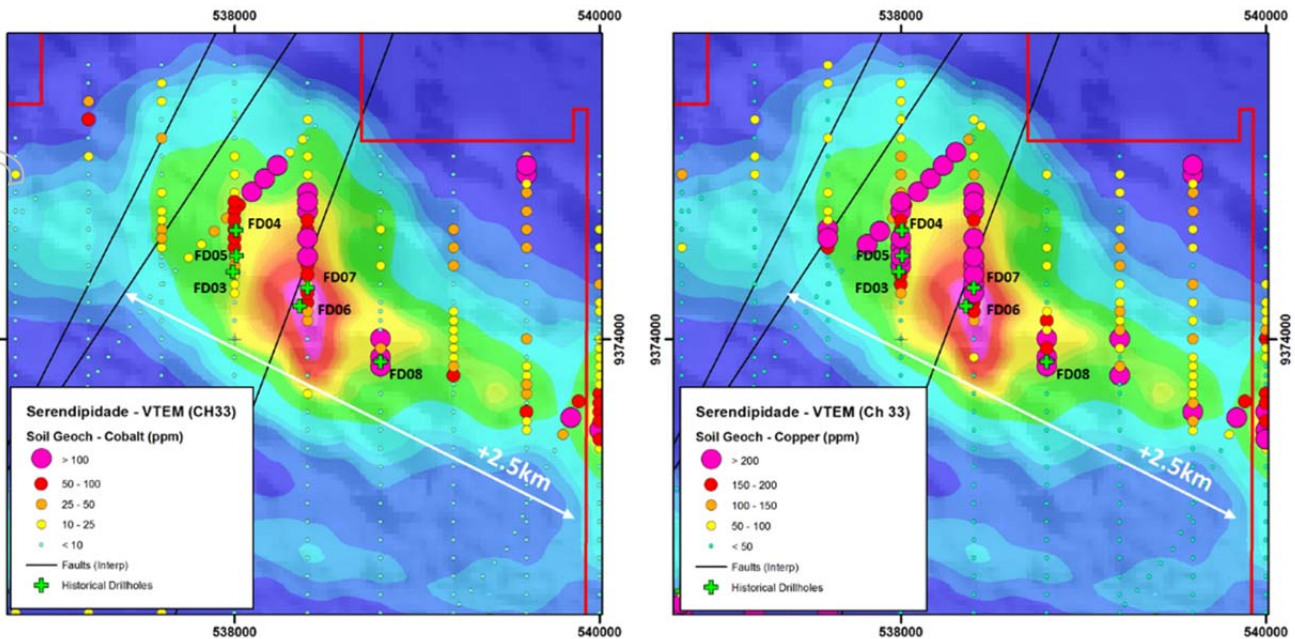 538000
540000
538000
540000
FD04
FD05
FD03
FD07
FD06
FD08
+2.5km
9374000
Serendipidade - VTEM (CH33)
Soil Geoch - Cobalt (ppm)
> 100
50 - 100
25 - 50
10 - 25
< 10
Faults (Interp)
Historical Drillholes
538000
540000
FD04
FD05
FD03
FD07
FD06
FD08
+2.5km
9374000
Serendipidade - VTEM (Ch 33)
Soil Geoch - Copper (ppm)
> 200
150 - 200
100 - 150
50 - 100
< 50
Faults (Interp)
Historical Drillholes
538000
540000